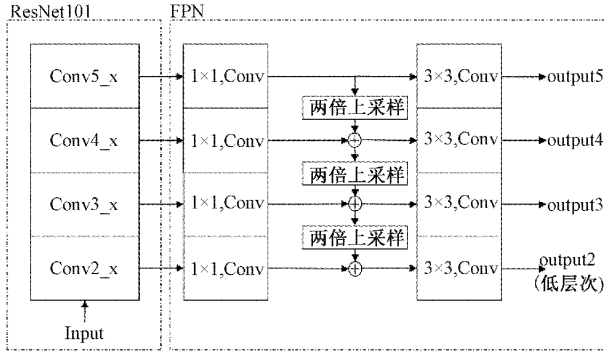 ResNet101
FPN
Conv5_x
1×1,Conv
3×3,Conv
output5
两倍上采样
Conv4_x
1×1,Conv
3×3,Conv
output4
两倍上采样
Conv3_x
1×1,Conv
3×3,Conv
output3
两倍上采样
Conv2_x
1×1,Conv
3×3,Conv
output2
(低层次)
Input